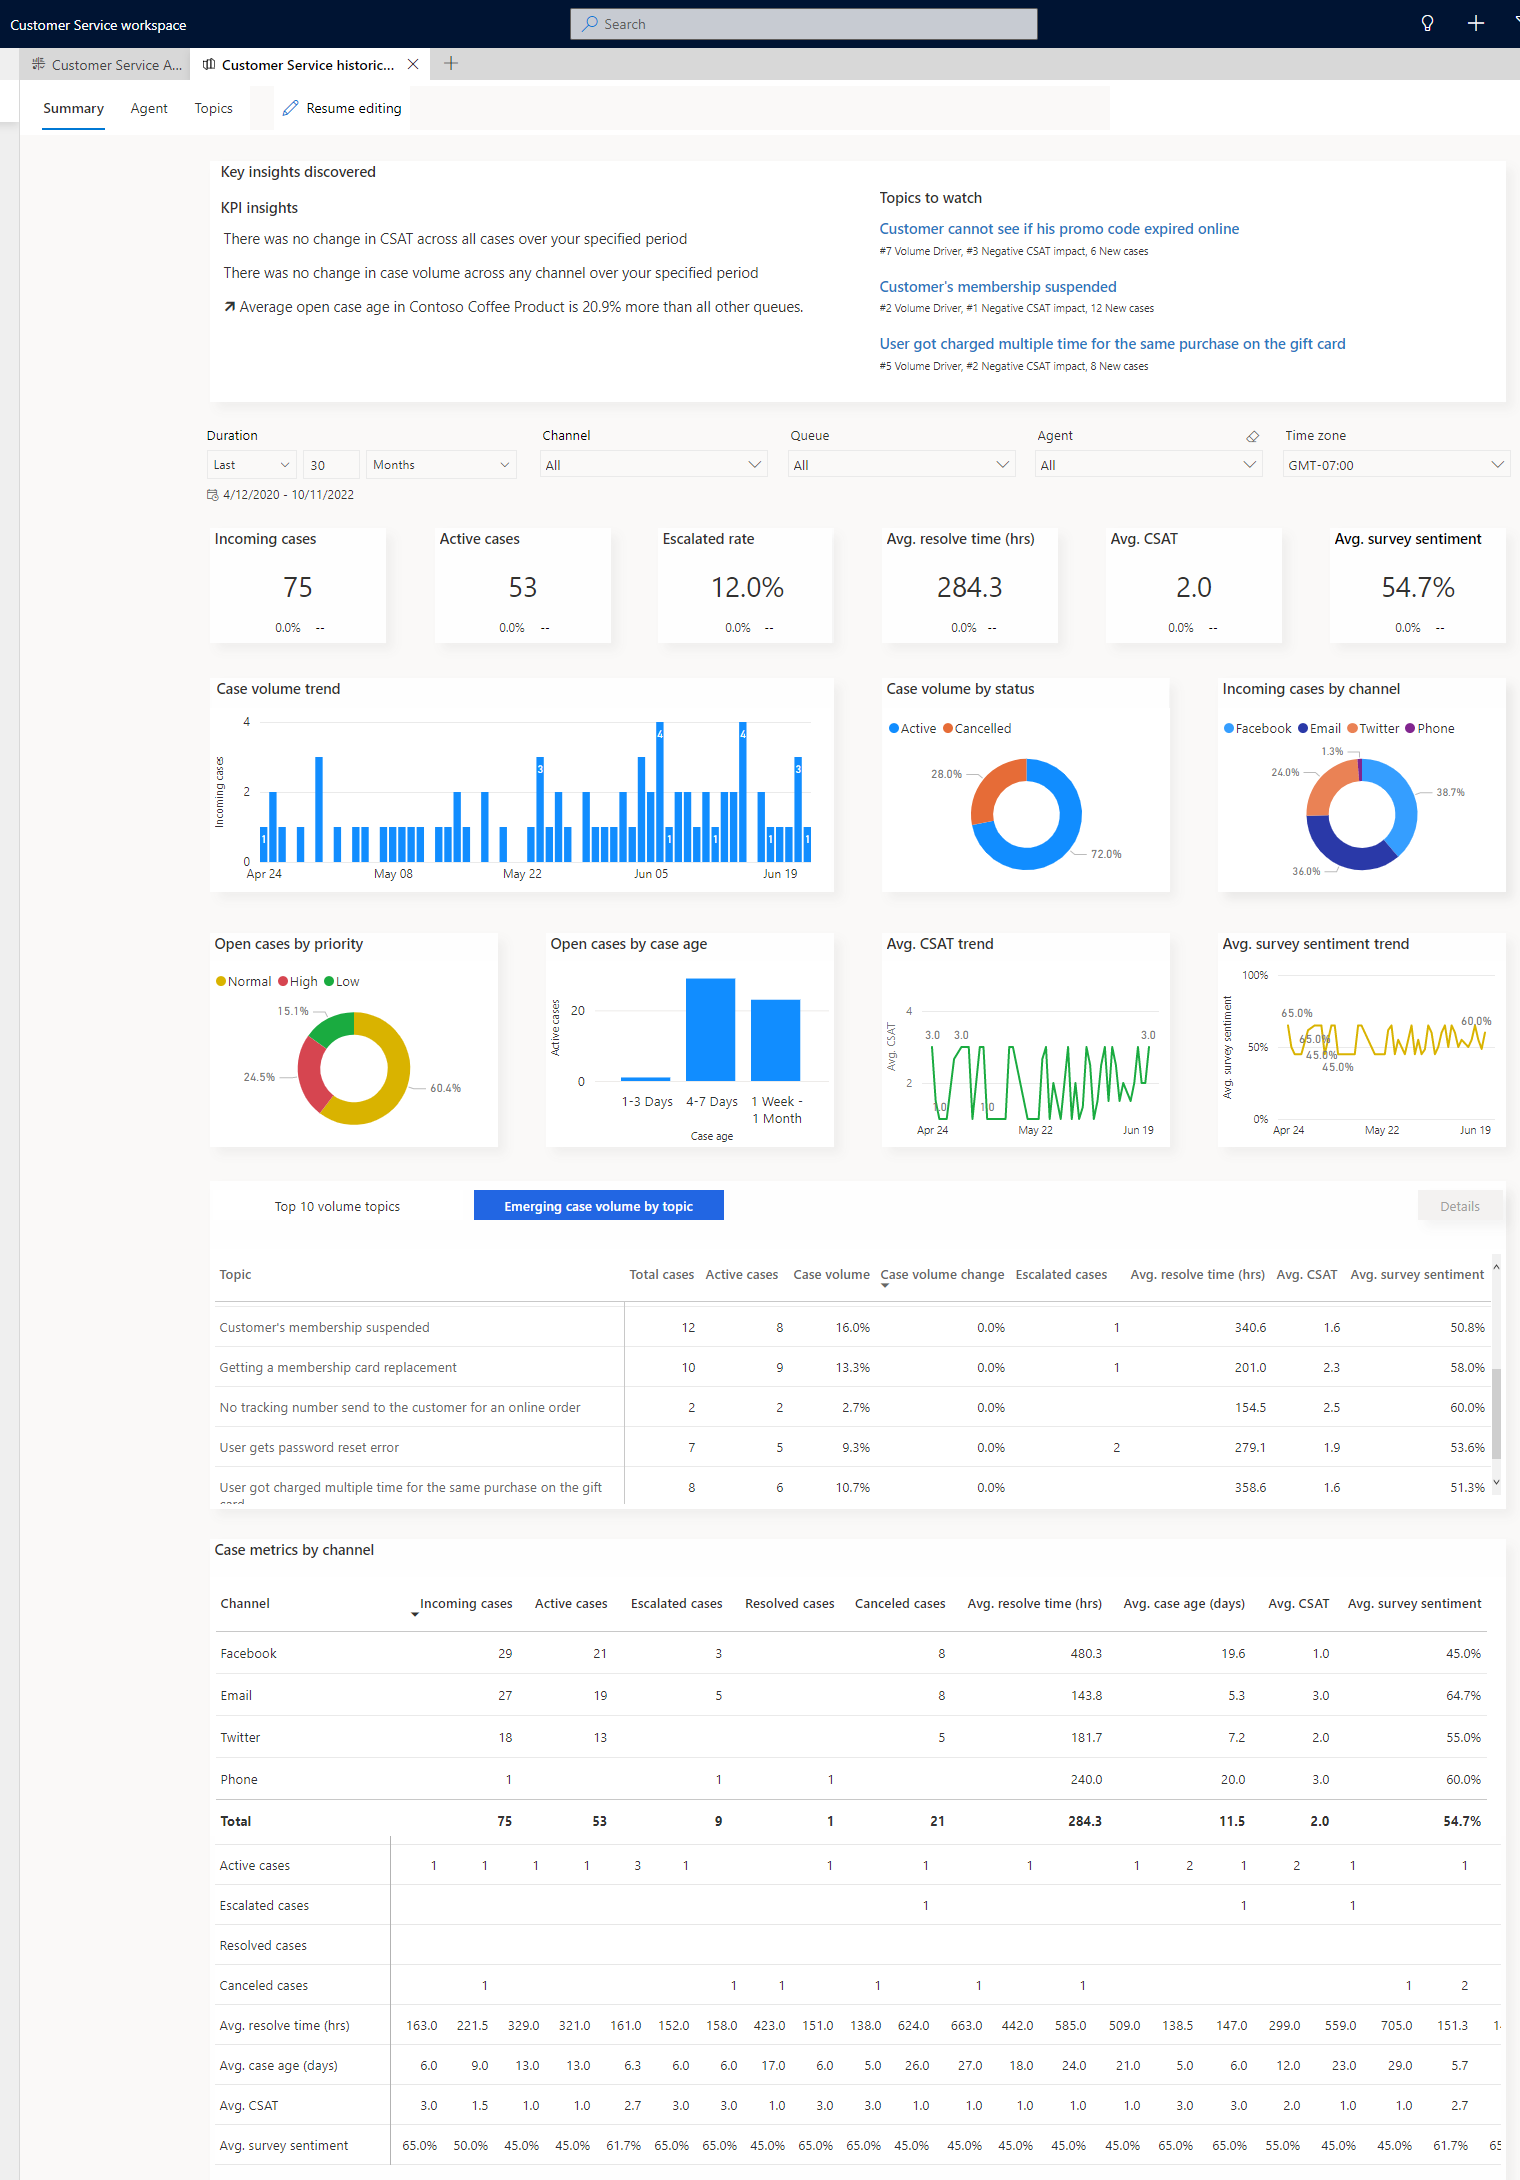 Customer Service workspace
Search
Customer Service A...
Customer Service historic...
Summary Agent Topics Resume editing
Key insights discovered
KPI insights
There was no change in CSAT across all cases over your specified period
There was no change in case volume across any channel over your specified period
Average open case age in Contoso Coffee Product is 20.9% more than all other queues.
Topics to watch
Customer cannot see if his promo code expired online
#7 Volume Driver, #3 Negative CSAT impact, 6 New cases
Customer's membership suspended
#2 Volume Driver, #1 Negative CSAT impact, 12 New cases
User got charged multiple time for the same purchase on the gift card
#5 Volume Driver, #2 Negative CSAT impact, 8 New cases
Duration Channel Queue Agent Time zone
Last 30 Months All All All GMT-07:00
4/12/2020 - 10/11/2022
Incoming cases Active cases Escalated rate Avg. resolve time (hrs) Avg. CSAT Avg. survey sentiment
75 53 12.0% 284.3 2.0 54.7%
0.0% -- 0.0% -- 0.0% -- 0.0% -- 0.0% -- 0.0% --
Case volume trend
Incoming cases
4
2
0
1 3 4 1 1 4 1 3 1
Apr 24 May 08 May 22 Jun 05 Jun 19
Case volume by status
Active Cancelled
28.0%
72.0%
Incoming cases by channel
Facebook Email Twitter Phone
1.3%
24.0%
38.7%
36.0%
Open cases by priority
Normal High Low
15.1%
24.5%
60.4%
Open cases by case age
Active cases
20
0
1-3 Days 4-7 Days 1 Week -
1 Month
Case age
Avg. CSAT trend
Avg. CSAT
4
3.0 3.0 3.0
2
1.0 1.0
Apr 24 May 22 Jun 19
Avg. survey sentiment trend
Avg. survey sentiment
100%
65.0% 60.0%
65.0%
50% 45.0%
45.0%
0%
Apr 24 May 22 Jun 19
Top 10 volume topics Emerging case volume by topic Details
Topic Total cases Active cases Case volume Case volume change Escalated cases Avg. resolve time (hrs) Avg. CSAT Avg. survey sentiment
Customer's membership suspended 12 8 16.0% 0.0% 1 340.6 1.6 50.8%
Getting a membership card replacement 10 9 13.3% 0.0% 1 201.0 2.3 58.0%
No tracking number send to the customer for an online order 2 2 2.7% 0.0% 154.5 2.5 60.0%
User gets password reset error 7 5 9.3% 0.0% 2 279.1 1.9 53.6%
User got charged multiple time for the same purchase on the gift 8 6 10.7% 0.0% 358.6 1.6 51.3%
card
Case metrics by channel
Channel Incoming cases Active cases Escalated cases Resolved cases Canceled cases Avg. resolve time (hrs) Avg. case age (days) Avg. CSAT Avg. survey sentiment
Facebook 29 21 3 8 480.3 19.6 1.0 45.0%
Email 27 19 5 8 143.8 5.3 3.0 64.7%
Twitter 18 13 5 181.7 7.2 2.0 55.0%
Phone 1 1 1 240.0 20.0 3.0 60.0%
Total 75 53 9 1 21 284.3 11.5 2.0 54.7%
Active cases 1 1 1 1 3 1 1 1 1 1 2 1 2 1 1
Escalated cases 1 1 1
Resolved cases
Canceled cases 1 1 1 1 1 1 1 2
Avg. resolve time (hrs) 163.0 221.5 329.0 321.0 161.0 152.0 158.0 423.0 151.0 138.0 624.0 663.0 442.0 585.0 509.0 138.5 147.0 299.0 559.0 705.0 151.3
Avg. case age (days) 6.0 9.0 13.0 13.0 6.3 6.0 6.0 17.0 6.0 5.0 26.0 27.0 18.0 24.0 21.0 5.0 6.0 12.0 23.0 29.0 5.7
Avg. CSAT 3.0 1.5 1.0 1.0 2.7 3.0 3.0 1.0 3.0 3.0 1.0 1.0 1.0 1.0 1.0 3.0 3.0 2.0 1.0 1.0 2.7
Avg. survey sentiment 65.0% 50.0% 45.0% 45.0% 61.7% 65.0% 65.0% 45.0% 65.0% 65.0% 45.0% 45.0% 45.0% 45.0% 45.0% 65.0% 65.0% 55.0% 45.0% 45.0% 61.7%